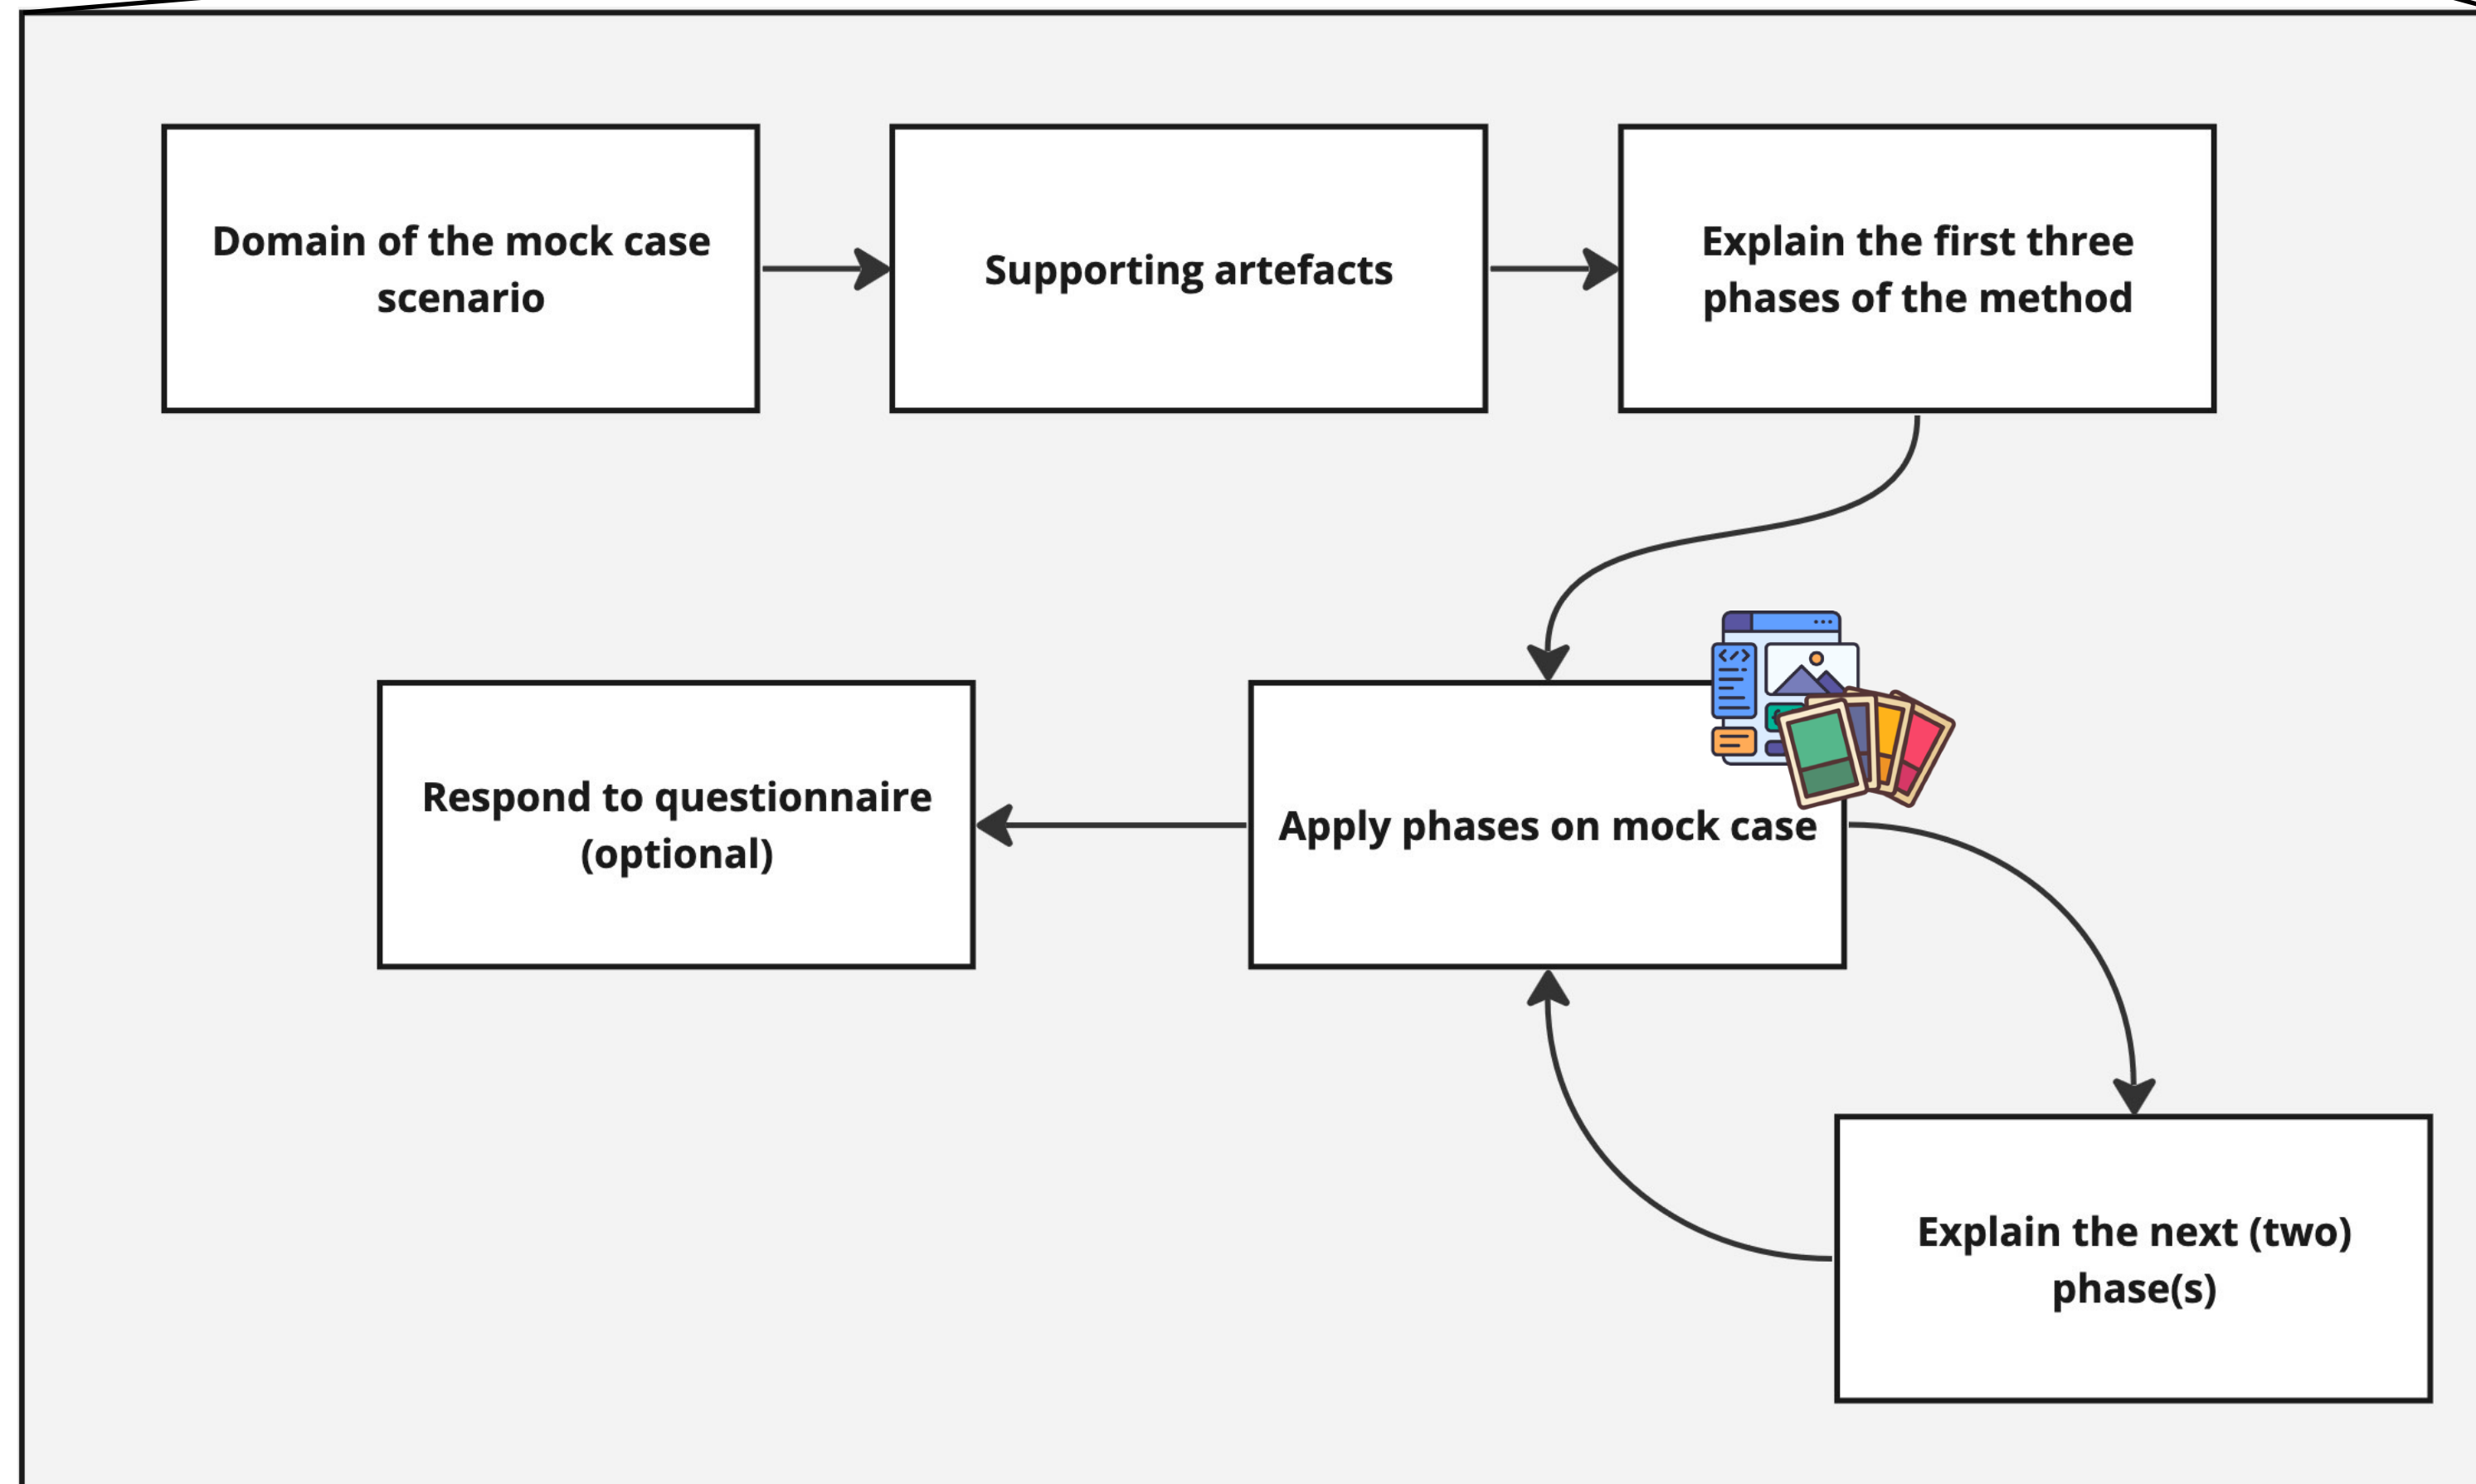 Domain of the mock case
scenario
Supporting artefacts
Explain the first three
phases of the method
Apply phases on mock case
Respond to questionnaire
(optional)
Explain the next (two)
phase(s)